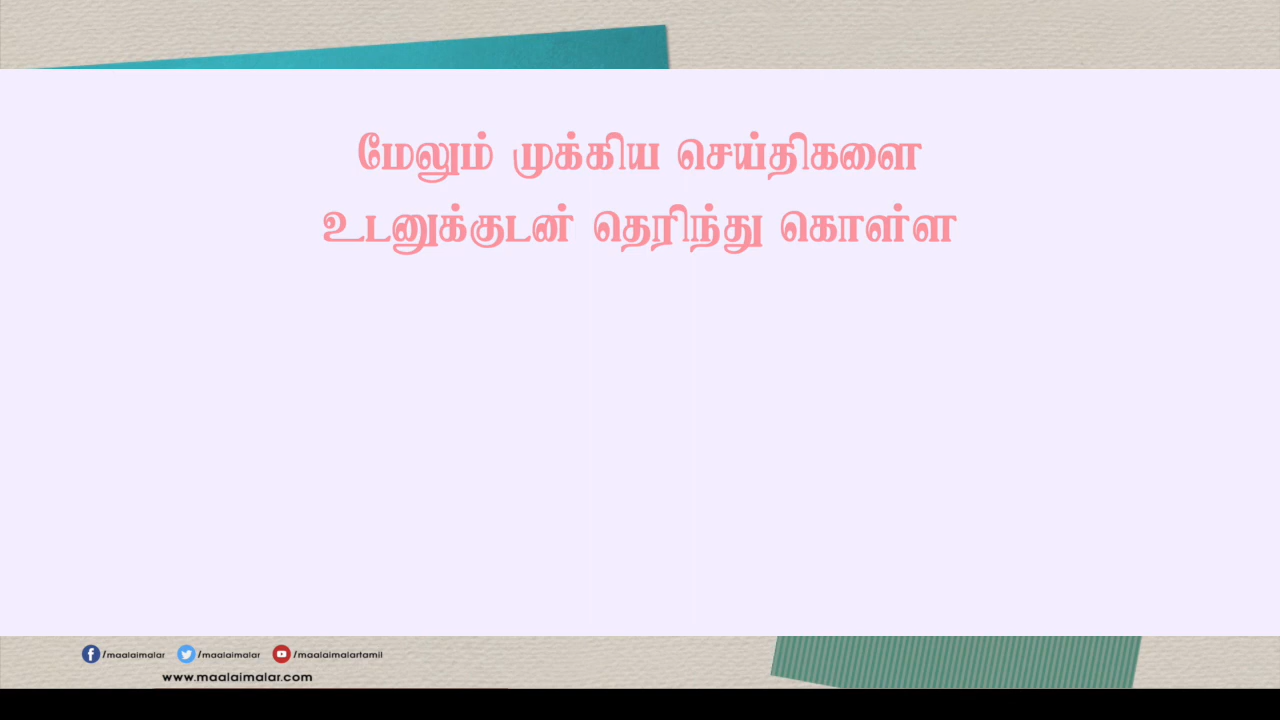 மேலும் முக்கிய செய்திகளை
உடனுக்குடன் தெரிந்து கொள்ள
/maalaimalar /maalaimalar /maalaimalartamil
www.maalaimalar.com